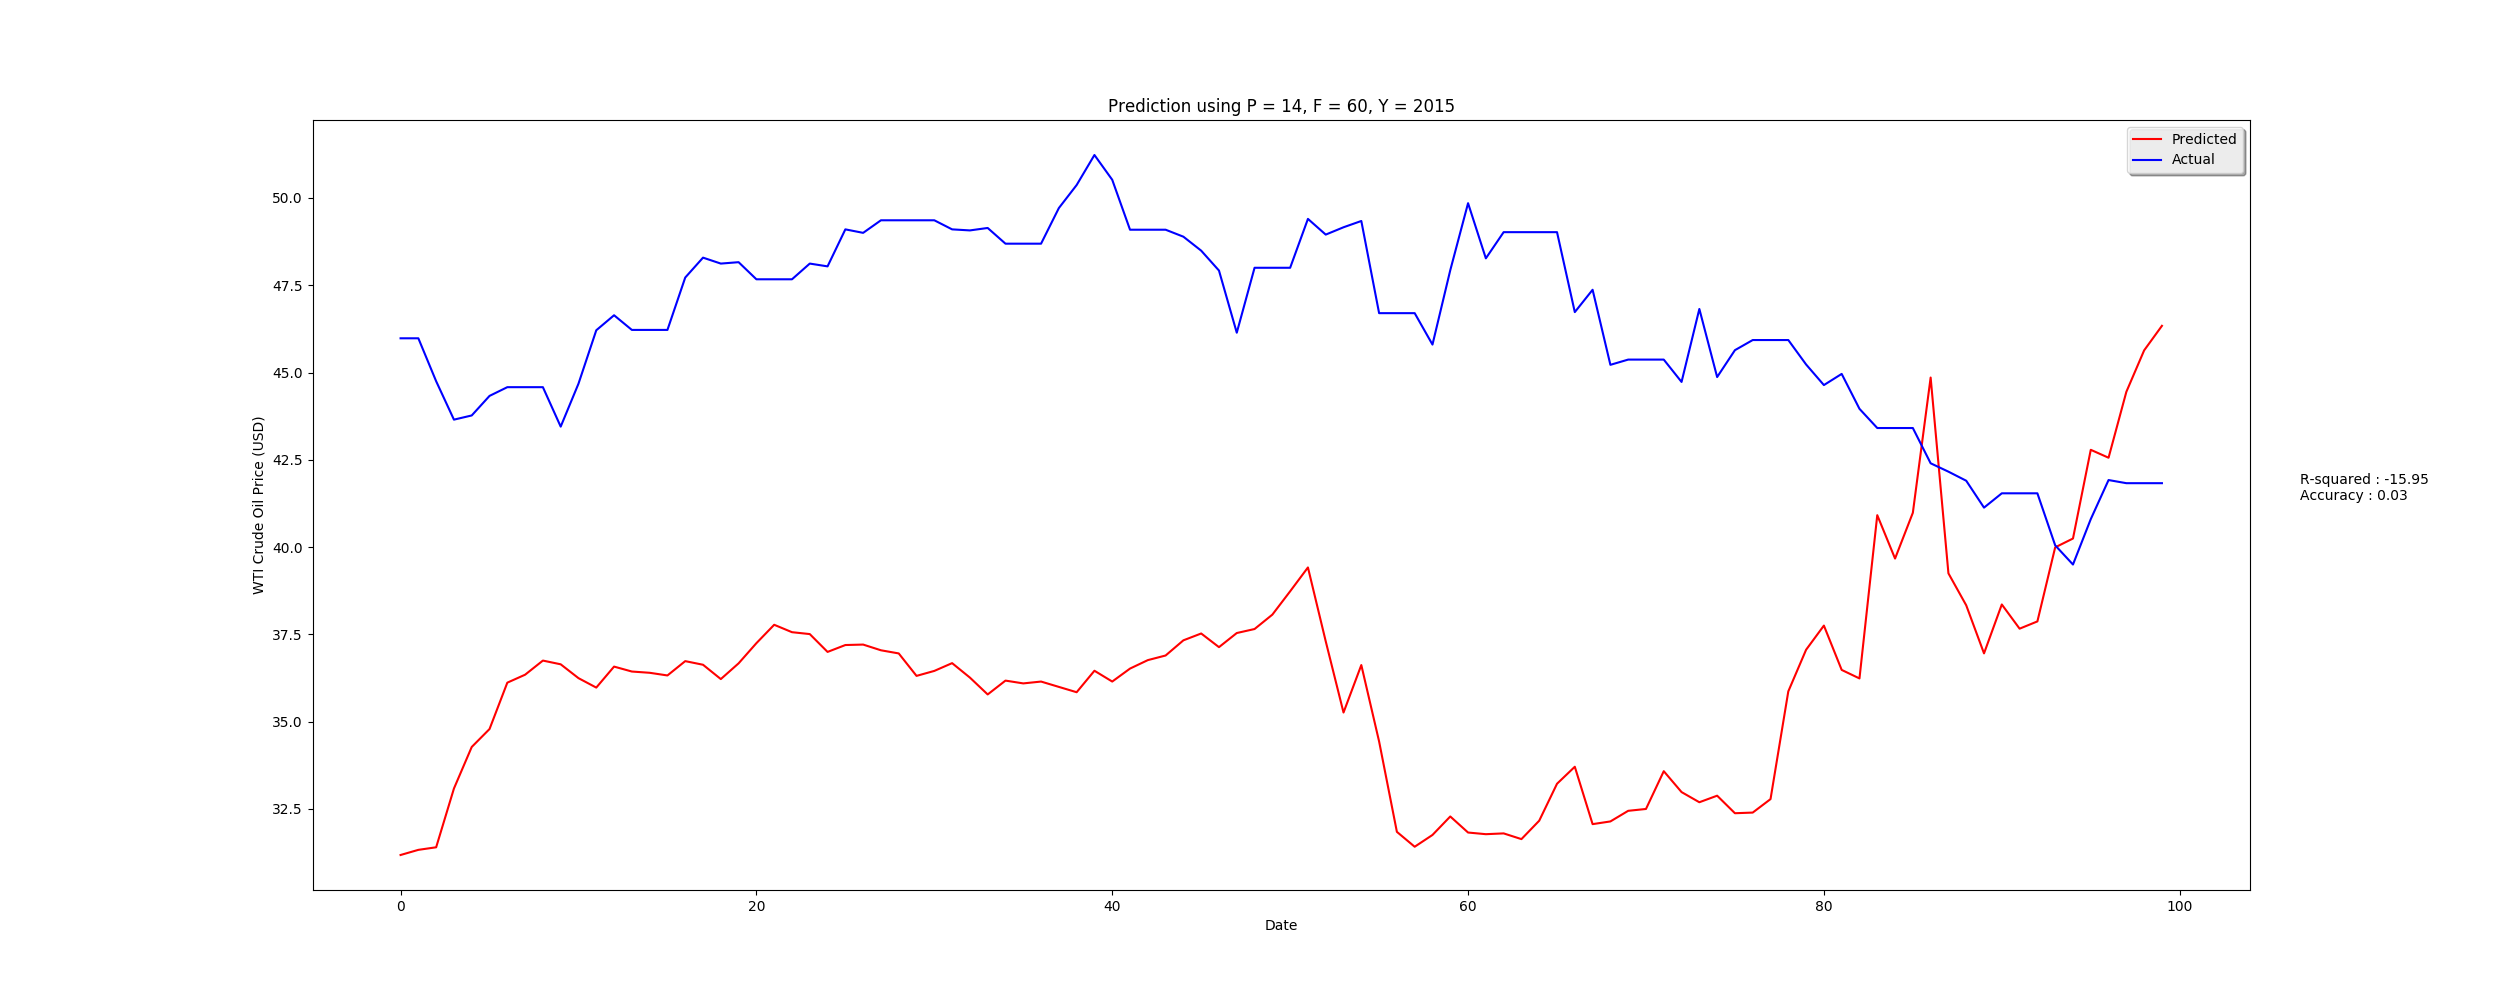 Prediction using P = 14, F = 60, Y = 2015
Predicted
Actual
50.0
47.5
45.0
42.5
40.0
37.5
35.0
32.5
WTI Crude Oil Price (USD)
R-squared : -15.95
Accuracy : 0.03
0 20 40 60 80 100
Date